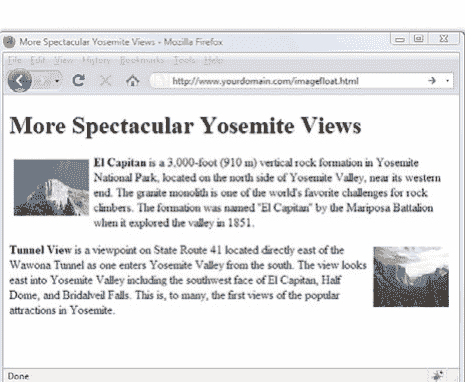 More Spectacular Yosemite Views - Mozilla Firefox
File Edit View History Bookmarks Tools Help
http://www.yourdomain.com/imagefloat.html
More Spectacular Yosemite Views
El Capitan is a 3,000-foot (910 m) vertical rock formation in Yosemite
National Park, located on the north side of Yosemite Valley, near its western
end. The granite monolith is one of the world's favorite challenges for rock
climbers. The formation was named "El Capitan" by the Mariposa Battalion
when it explored the valley in 1851.
Tunnel View is a viewpoint on State Route 41 located directly east of the
Wawona Tunnel as one enters Yosemite Valley from the south. The view looks
east into Yosemite Valley including the southwest face of El Capitan, Half
Dome, and Bridalveil Falls. This is, to many, the first views of the popular
attractions in Yosemite.
Done